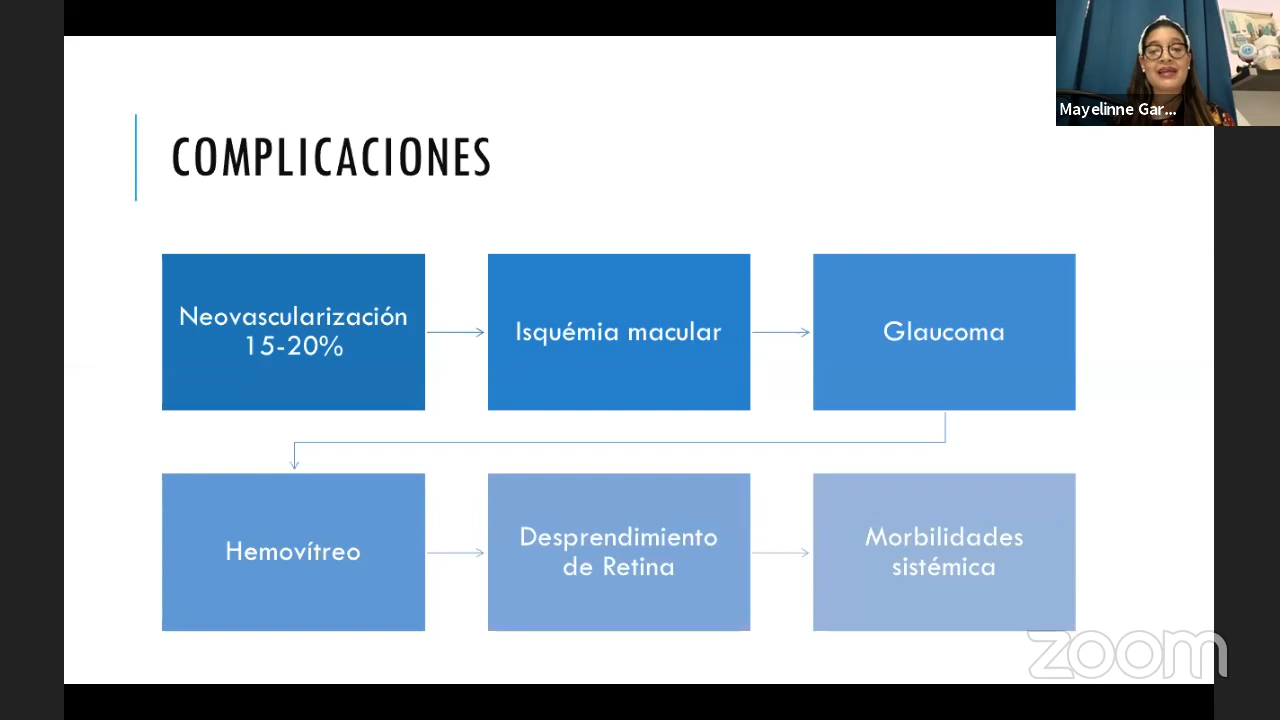 Mayelinne Gar...
COMPLICACIONES
Neovascularización
15-20%
Isquémia macular
Glaucoma
Hemovítreo
Desprendimiento
de Retina
Morbilidades
sistémica
zoom